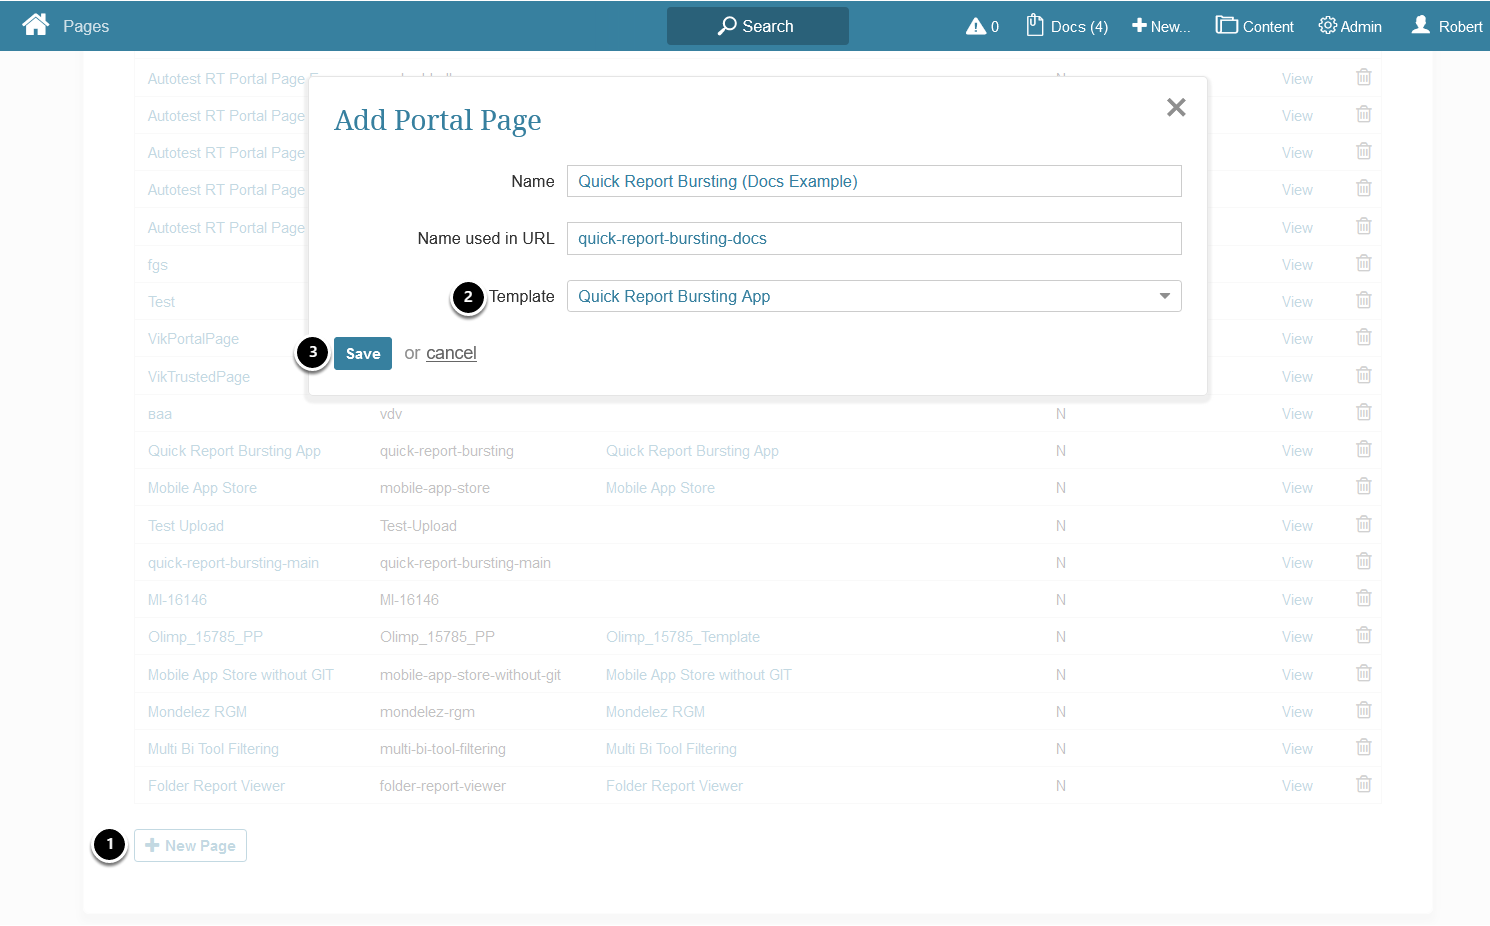 Pages Search 0 Docs (4) New... Content Admin Robert
Autotest RT Portal Page N View
Autotest RT Portal Page View
Autotest RT Portal Page View
Autotest RT Portal Page View
Autotest RT Portal Page View
fgs View
Test View
VikPortalPage View
VikTrustedPage View
Add Portal Page
Name Quick Report Bursting (Docs Example)
Name used in URL quick-report-bursting-docs
2 Template Quick Report Bursting App
3 Save or cancel
ваа vdv N View
Quick Report Bursting App quick-report-bursting Quick Report Bursting App N View
Mobile App Store mobile-app-store Mobile App Store N View
Test Upload Test-Upload N View
quick-report-bursting-main quick-report-bursting-main N View
MI-16146 MI-16146 N View
Olimp_15785_PP Olimp_15785_PP Olimp_15785_Template N View
Mobile App Store without GIT mobile-app-store-without-git Mobile App Store without GIT N View
Mondelez RGM mondelez-rgm Mondelez RGM N View
Multi Bi Tool Filtering multi-bi-tool-filtering Multi Bi Tool Filtering N View
Folder Report Viewer folder-report-viewer Folder Report Viewer N View
1 New Page